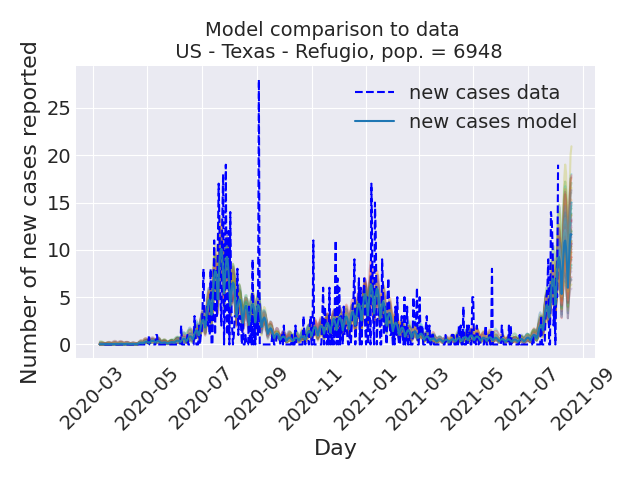 Model comparison to data
US - Texas - Refugio, pop. = 6948
Number of new cases reported
25
20
15
10
5
0
new cases data
new cases model
2020-03
2020-05
2020-07
2020-09
2020-11
2021-01
2021-03
2021-05
2021-07
2021-09
Day